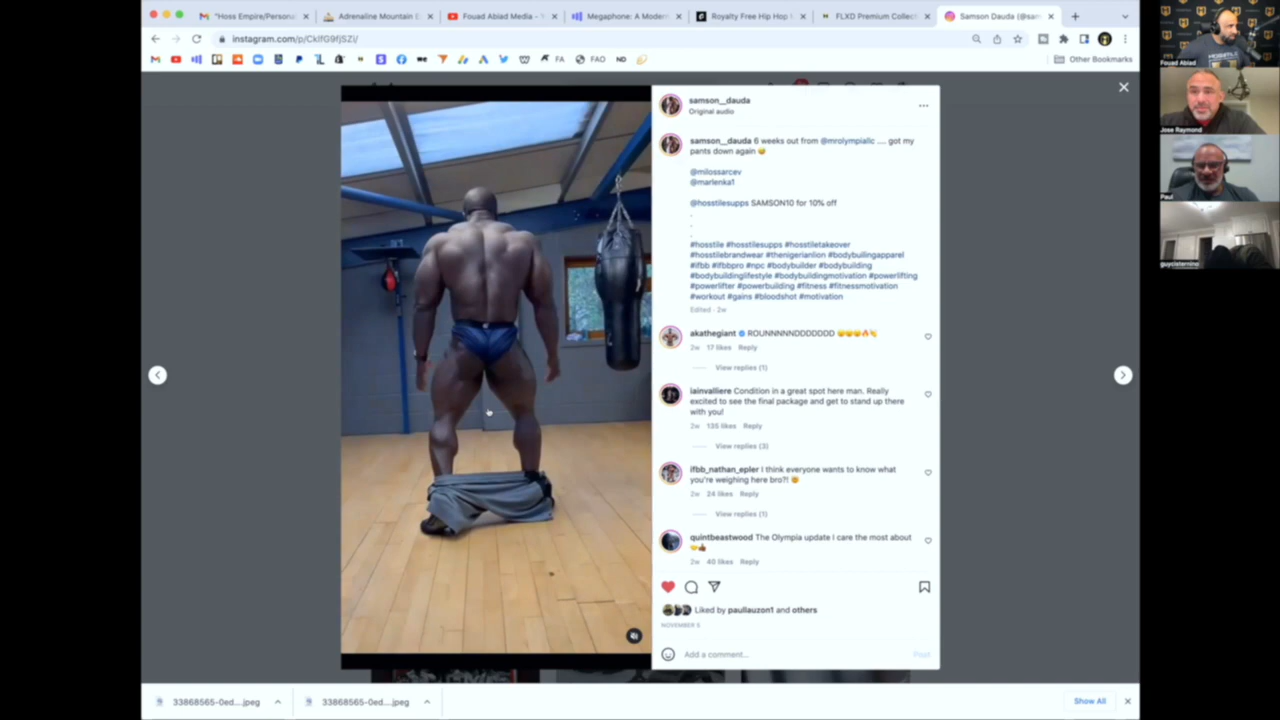 "Hoss Empire/Persona
Adrenaline Mountain E
Fouad Abiad Media -
Megaphone: A Modern
Royalty Free Hip Hop
FLXD Premium Collec
Samson Dauda (@sam
instagram.com/p/CkIfG9fjSZi/
FA
FAO
ND
Other Bookmarks
samson__dauda
Original audio
samson__dauda 6 weeks out from @mrolympiallc .... got my
pants down again
@milossarcev
@marlenka1
@hosstilesupps SAMSON10 for 10% off
.
.
.
#hosstile #hosstilesupps #hosstiletakeover
#hosstilebrandwear #thenigerianlion #bodybuilingapparel
#ifbb #ifbbpro #npc #bodybuilder #bodybuilding
#bodybuildinglifestyle #bodybuildingmotivation #powerlifting
#powerlifter #powerbuilding #fitness #fitnessmotivation
#workout #gains #bloodshot #motivation
Edited · 2w
akathegiant ROUNNNNNDDDDDDD
2w 17 likes Reply
View replies (1)
iainvalliere Condition in a great spot here man. Really
excited to see the final package and get to stand up there
with you!
2w 135 likes Reply
View replies (3)
ifbb_nathan_epler I think everyone wants to know what
you're weighing here bro?!
2w 24 likes Reply
View replies (1)
quintbeastwood The Olympia update I care the most about
2w 40 likes Reply
Liked by paullauzon1 and others
NOVEMBER 5
Add a comment...
Post
33868565-0ed....jpeg
33868565-0ed....jpeg
Show All
Fouad Abiad
Jose Raymond
Paul
guycisternino